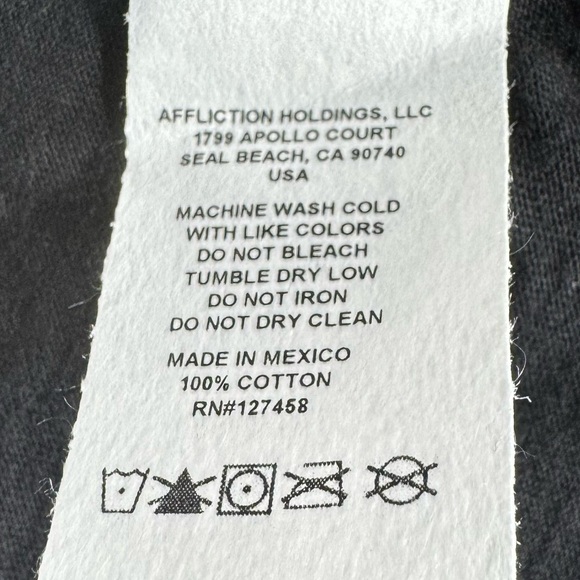 AFFLICTION HOLDINGS, LLC
1799 APOLLO COURT
SEAL BEACH, CA 90740
USA
MACHINE WASH COLD
WITH LIKE COLORS
DO NOT BLEACH
TUMBLE DRY LOW
DO NOT IRON
DO NOT DRY CLEAN
MADE IN MEXICO
100% COTTON
RN#127458